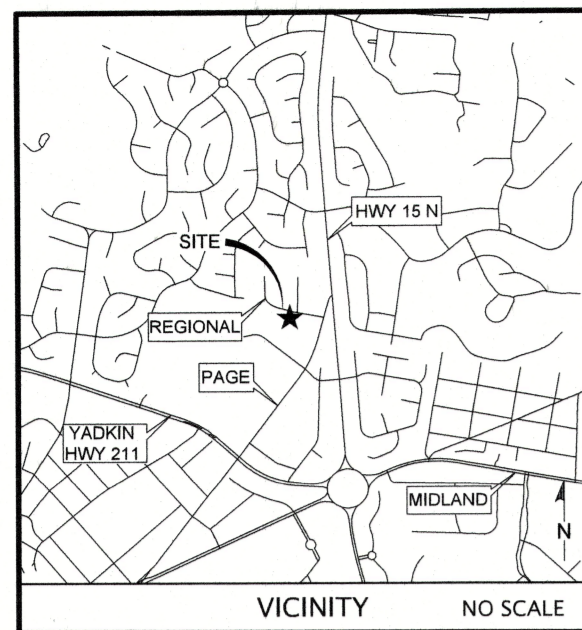 HWY 15 N
SITE
REGIONAL
PAGE
YADKIN
HWY 211
MIDLAND
N
VICINITY NO SCALE